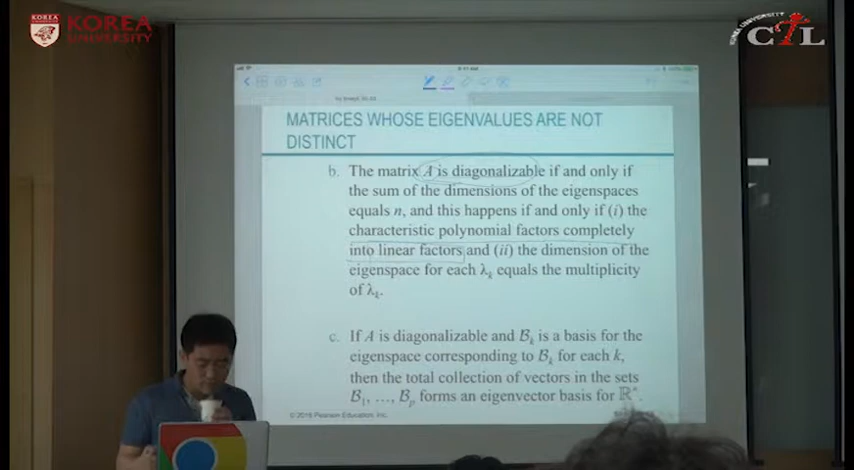 KOREA
UNIVERSITY
KOREA UNIVERSITY
CTL
MATRICES WHOSE EIGENVALUES ARE NOT
DISTINCT
b. The matrix A is diagonalizable if and only if
the sum of the dimensions of the eigenspaces
equals n, and this happens if and only if (i) the
characteristic polynomial factors completely
into linear factors and (ii) the dimension of the
eigenspace for each λₖ equals the multiplicity
of λₖ.
c. If A is diagonalizable and Bₖ is a basis for the
eigenspace corresponding to Bₖ for each k,
then the total collection of vectors in the sets
B₁, ..., Bₚ forms an eigenvector basis for ℝⁿ.
© 2016 Pearson Education, Inc.